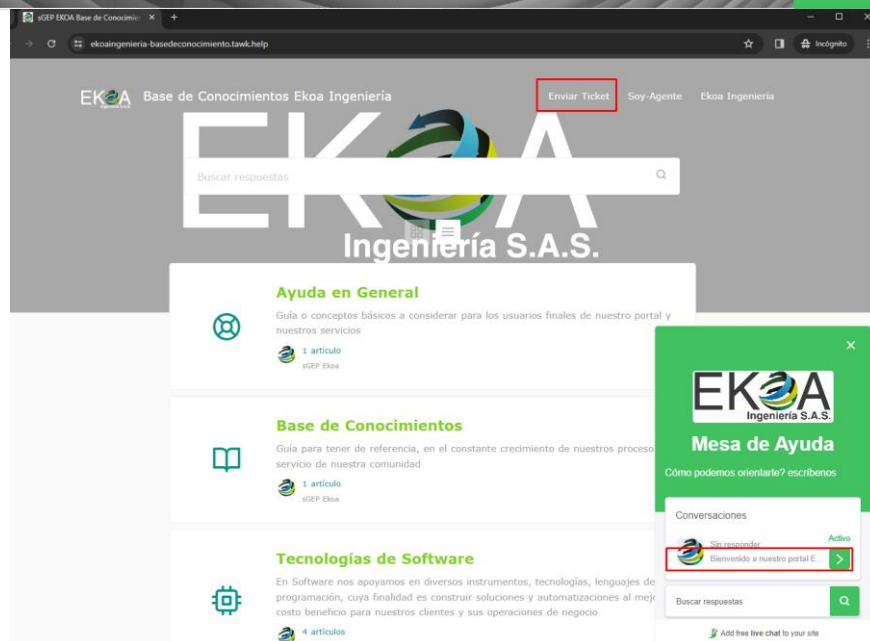 sGEP EKOA Base de Conocimie
ekoaingenieria-basedeconocimiento.tawk.help
Incógnito
EKOA
Base de Conocimientos Ekoa Ingeniería
Enviar Ticket
Soy-Agente
Ekoa Ingenieria
EKOA
Buscar respuestas
Ingeniería S.A.S.
Ayuda en General
Guía o conceptos básicos a considerar para los usuarios finales de nuestro portal y
nuestros servicios
1 artículo
sGEP Ekoa
Base de Conocimientos
Guía para tener de referencia, en el constante crecimiento de nuestros proceso
servicio de nuestra comunidad
1 artículo
sGEP Ekoa
Tecnologías de Software
En Software nos apoyamos en diversos instrumentos, tecnologías, lenguajes de
programación, cuya finalidad es construir soluciones y automatizaciones al mejo
costo beneficio para nuestros clientes y sus operaciones de negocio
4 artículos
EKOA
Ingeniería S.A.S.
Mesa de Ayuda
Cómo podemos orientarte? escríbenos
Conversaciones
Sin responder
Activo
Bienvenido a nuestro portal E...
Buscar respuestas
Add free live chat to your site